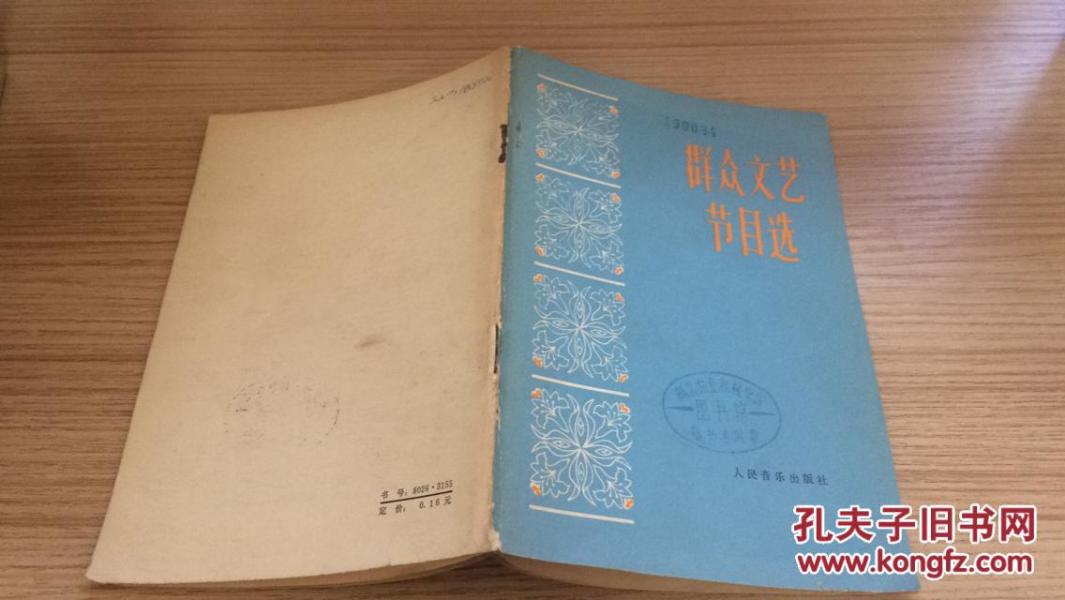 190035
群众文艺
节目选
人民音乐出版社
书号：8026·3155
定价：0.16元
孔夫子旧书网
www.kongfz.com